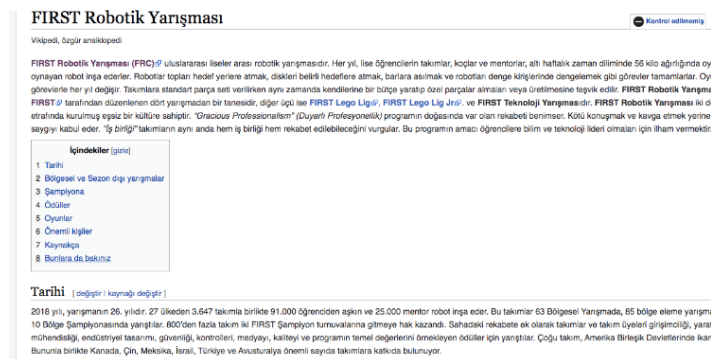 FIRST Robotik Yarışması
Kontrol edilmemiş
Vikipedi, özgür ansiklopedi
FIRST Robotik Yarışması (FRC) uluslararası liseler arası robotik yarışmasıdır. Her yıl, lise öğrencilerin takımlar, koçlar ve mentorlar, altı haftalık zaman diliminde 56 kilo ağırlığında oy
oynayan robot inşa ederler. Robotlar topları hedef yerlere atmak, diskleri belirli hedeflere atmak, barlara asılmak ve robotları denge kirişlerinde dengelemek gibi görevler tamamlarlar. Oyu
görevlerle her yıl değişir. Takımlara standart parça seti verilirken aynı zamanda kendilerine bir bütçe yaratıp özel parçalar almaları veya üretilmesine teşvik edilir. FIRST Robotik Yarışma
FIRST tarafından düzenlenen dört yarışmadan bir tanesidir, diğer üçü ise FIRST Lego Lig, FIRST Lego Lig Jr. ve FIRST Teknoloji Yarışmasıdır. FIRST Robotik Yarışması iki d
etrafında kurulmuş eşsiz bir kültüre sahiptir. "Gracious Professionalism" (Duyarlı Profesyonellik) programın doğasında var olan rekabeti benimser. Kötü konuşmak ve kavga etmek yerine
saygıyı kabul eder. "İş birliği" takımların aynı anda hem iş birliği hem rekabet edilebileceğini vurgular. Bu programın amacı öğrencilere bilim ve teknoloji lideri olmaları için ilham vermektir.
İçindekiler [gizle]
1 Tarihi
2 Bölgesel ve Sezon dışı yarışmalar
3 Şampiyona
4 Ödüller
5 Oyunlar
6 Önemli kişiler
7 Kaynakça
8 Bunlara da bakınız
Tarihi [ değiştir | kaynağı değiştir ]
2018 yılı, yarışmanın 26. yılıdır. 27 ülkeden 3.647 takımla birlikte 91.000 öğrenciden aşkın ve 25.000 mentor robot inşa eder. Bu takımlar 63 Bölgesel Yarışmada, 85 bölge eleme yarışma
10 Bölge Şampiyonasında yarıştılar. 800'den fazla takım iki FIRST Şampiyon turnuvalarına gitmeye hak kazandı. Sahadaki rekabete ek olarak takımlar ve takım üyeleri girişimciliği, yarat
mühendisliği, endüstriyel tasarımı, güvenliği, kontrolleri, medyayı, kaliteyi ve programın temel değerlerini örnekleyen ödüller için yarıştılar. Çoğu takım, Amerika Birleşik Devletlerinde ikam
Bununla birlikte Kanada, Çin, Meksika, İsrail, Türkiye ve Avusturalya önemli sayıda takımlara katkıda bulunuyor.